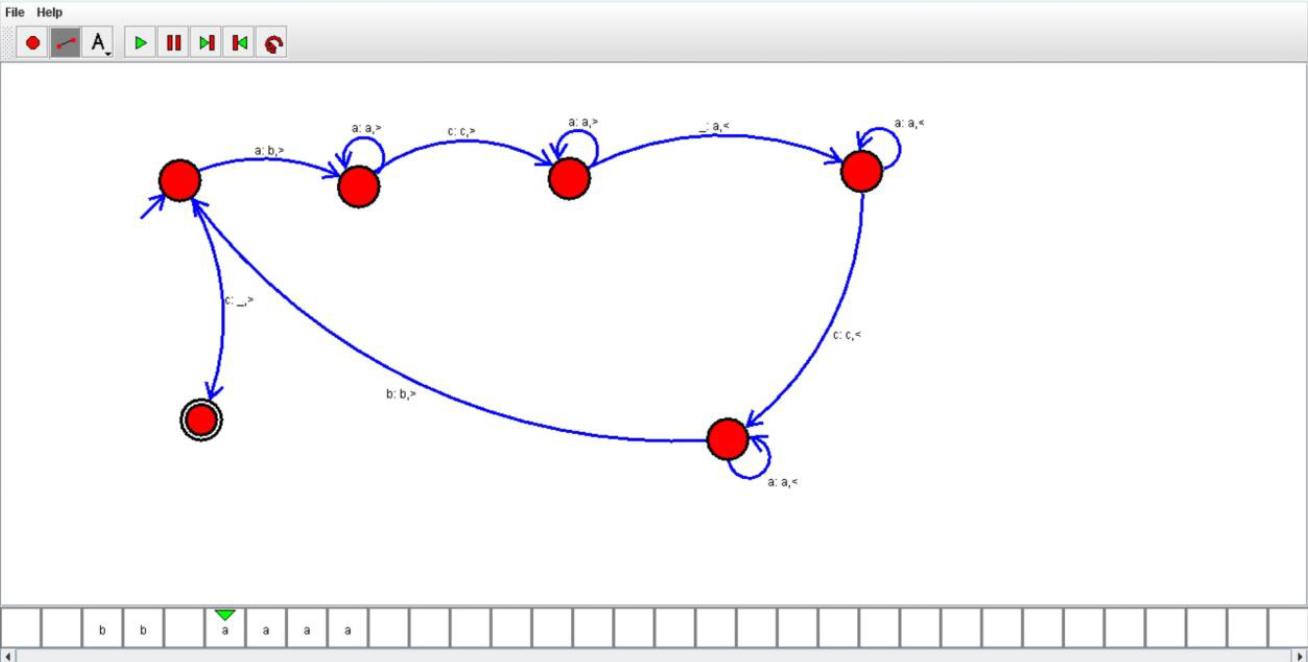 File Help
A
a: a,>
a: a,>
_: a,<
a: a,<
c: c,>
a: b,>
c: _,>
c: c,<
b: b,>
a: a,<
b b a a a a